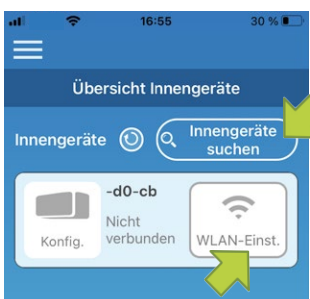 16:55 30 %
Übersicht Innengeräte
Innengeräte
Innengeräte
suchen
-d0-cb
Nicht
verbunden
Konfig.
WLAN-Einst.